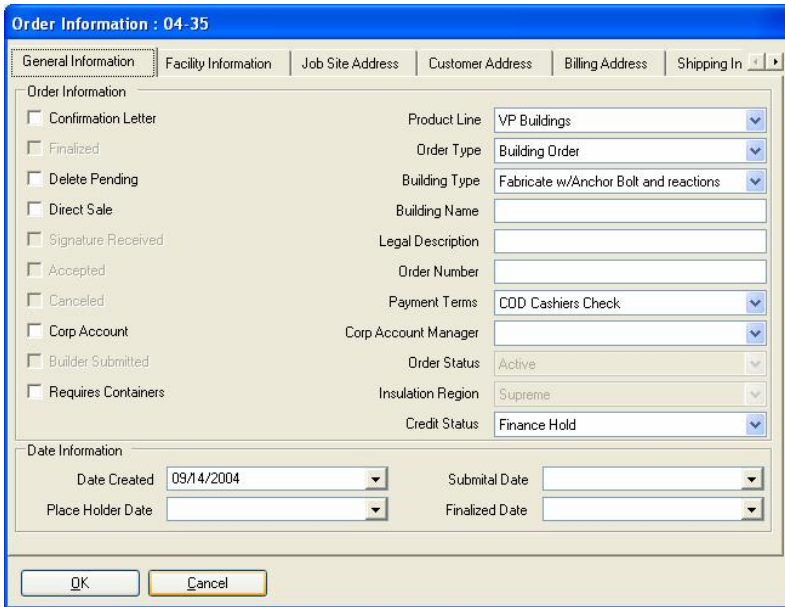 Order Information : 04-35
General Information Facility Information Job Site Address Customer Address Billing Address Shipping In
Order Information
Confirmation Letter Product Line VP Buildings
Finalized Order Type Building Order
Delete Pending Building Type Fabricate w/Anchor Bolt and reactions
Direct Sale Building Name
Signature Received Legal Description
Accepted Order Number
Canceled Payment Terms COD Cashiers Check
Corp Account Corp Account Manager
Builder Submitted Order Status Active
Requires Containers Insulation Region Supreme
Credit Status Finance Hold
Date Information
Date Created 09/14/2004 Submital Date
Place Holder Date Finalized Date
OK Cancel